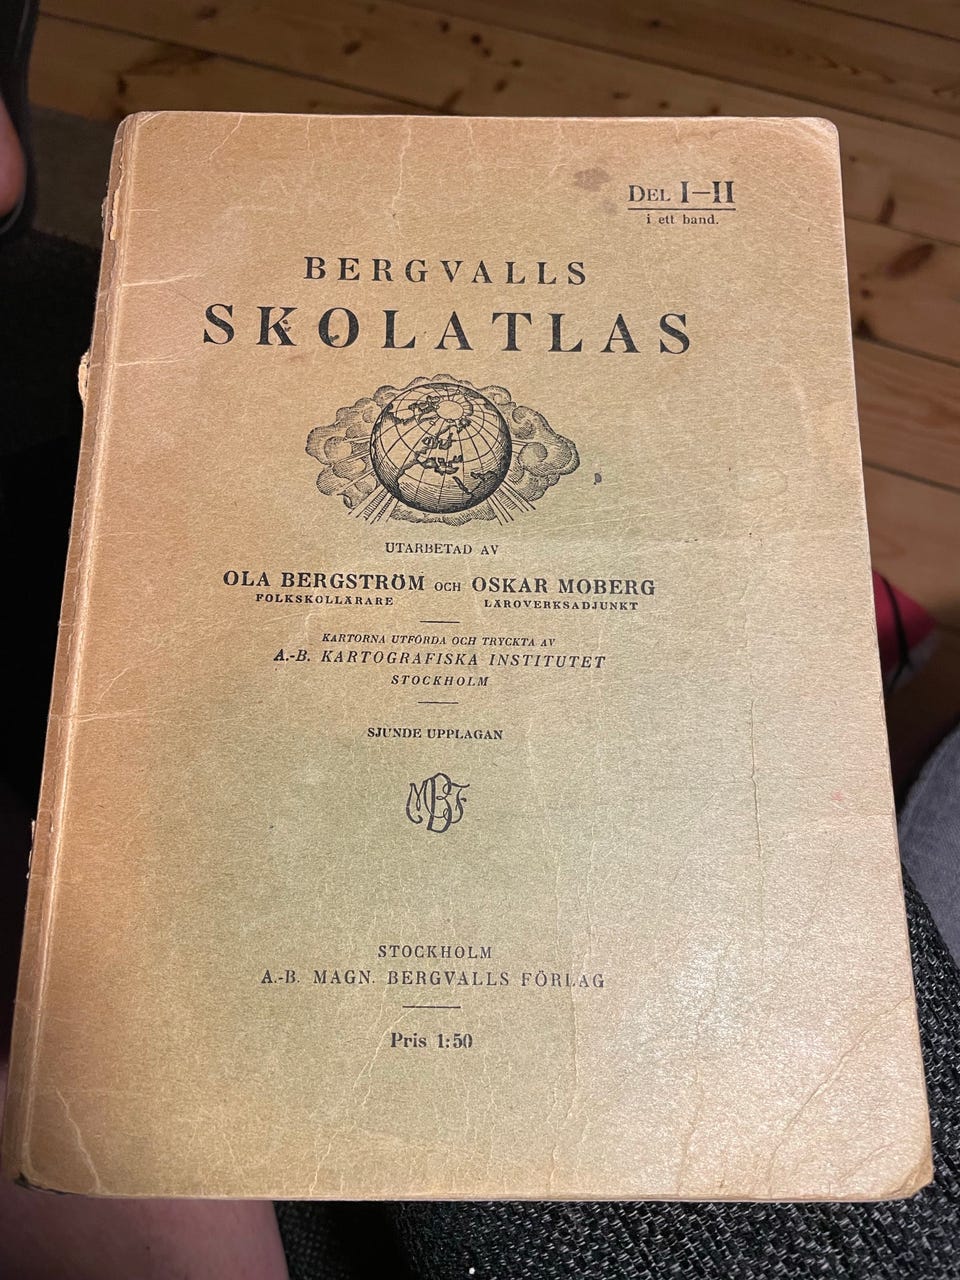 DEL I–II
i ett band.
BERGVALLS
SKOLATLAS
UTARBETAD AV
OLA BERGSTRÖM OCH OSKAR MOBERG
FOLKSKOLLÄRARE LÄROVERKSADJUNKT
KARTORNA UTFÖRDA OCH TRYCKTA AV
A.-B. KARTOGRAFISKA INSTITUTET
STOCKHOLM
SJUNDE UPPLAGAN
MBF
STOCKHOLM
A.-B. MAGN. BERGVALLS FÖRLAG
Pris 1:50